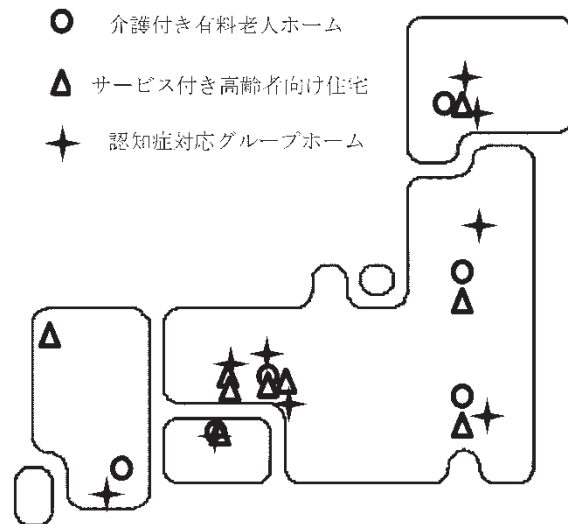 介護付き有料老人ホーム
サービス付き高齢者向け住宅
認知症対応グループホーム